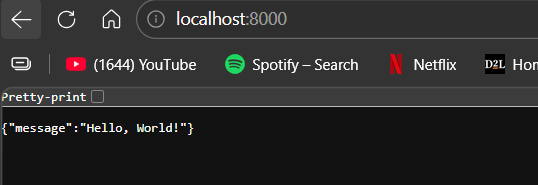 localhost:8000
(1644) YouTube Spotify – Search Netflix D2L Hom
Pretty-print
{"message":"Hello, World!"}